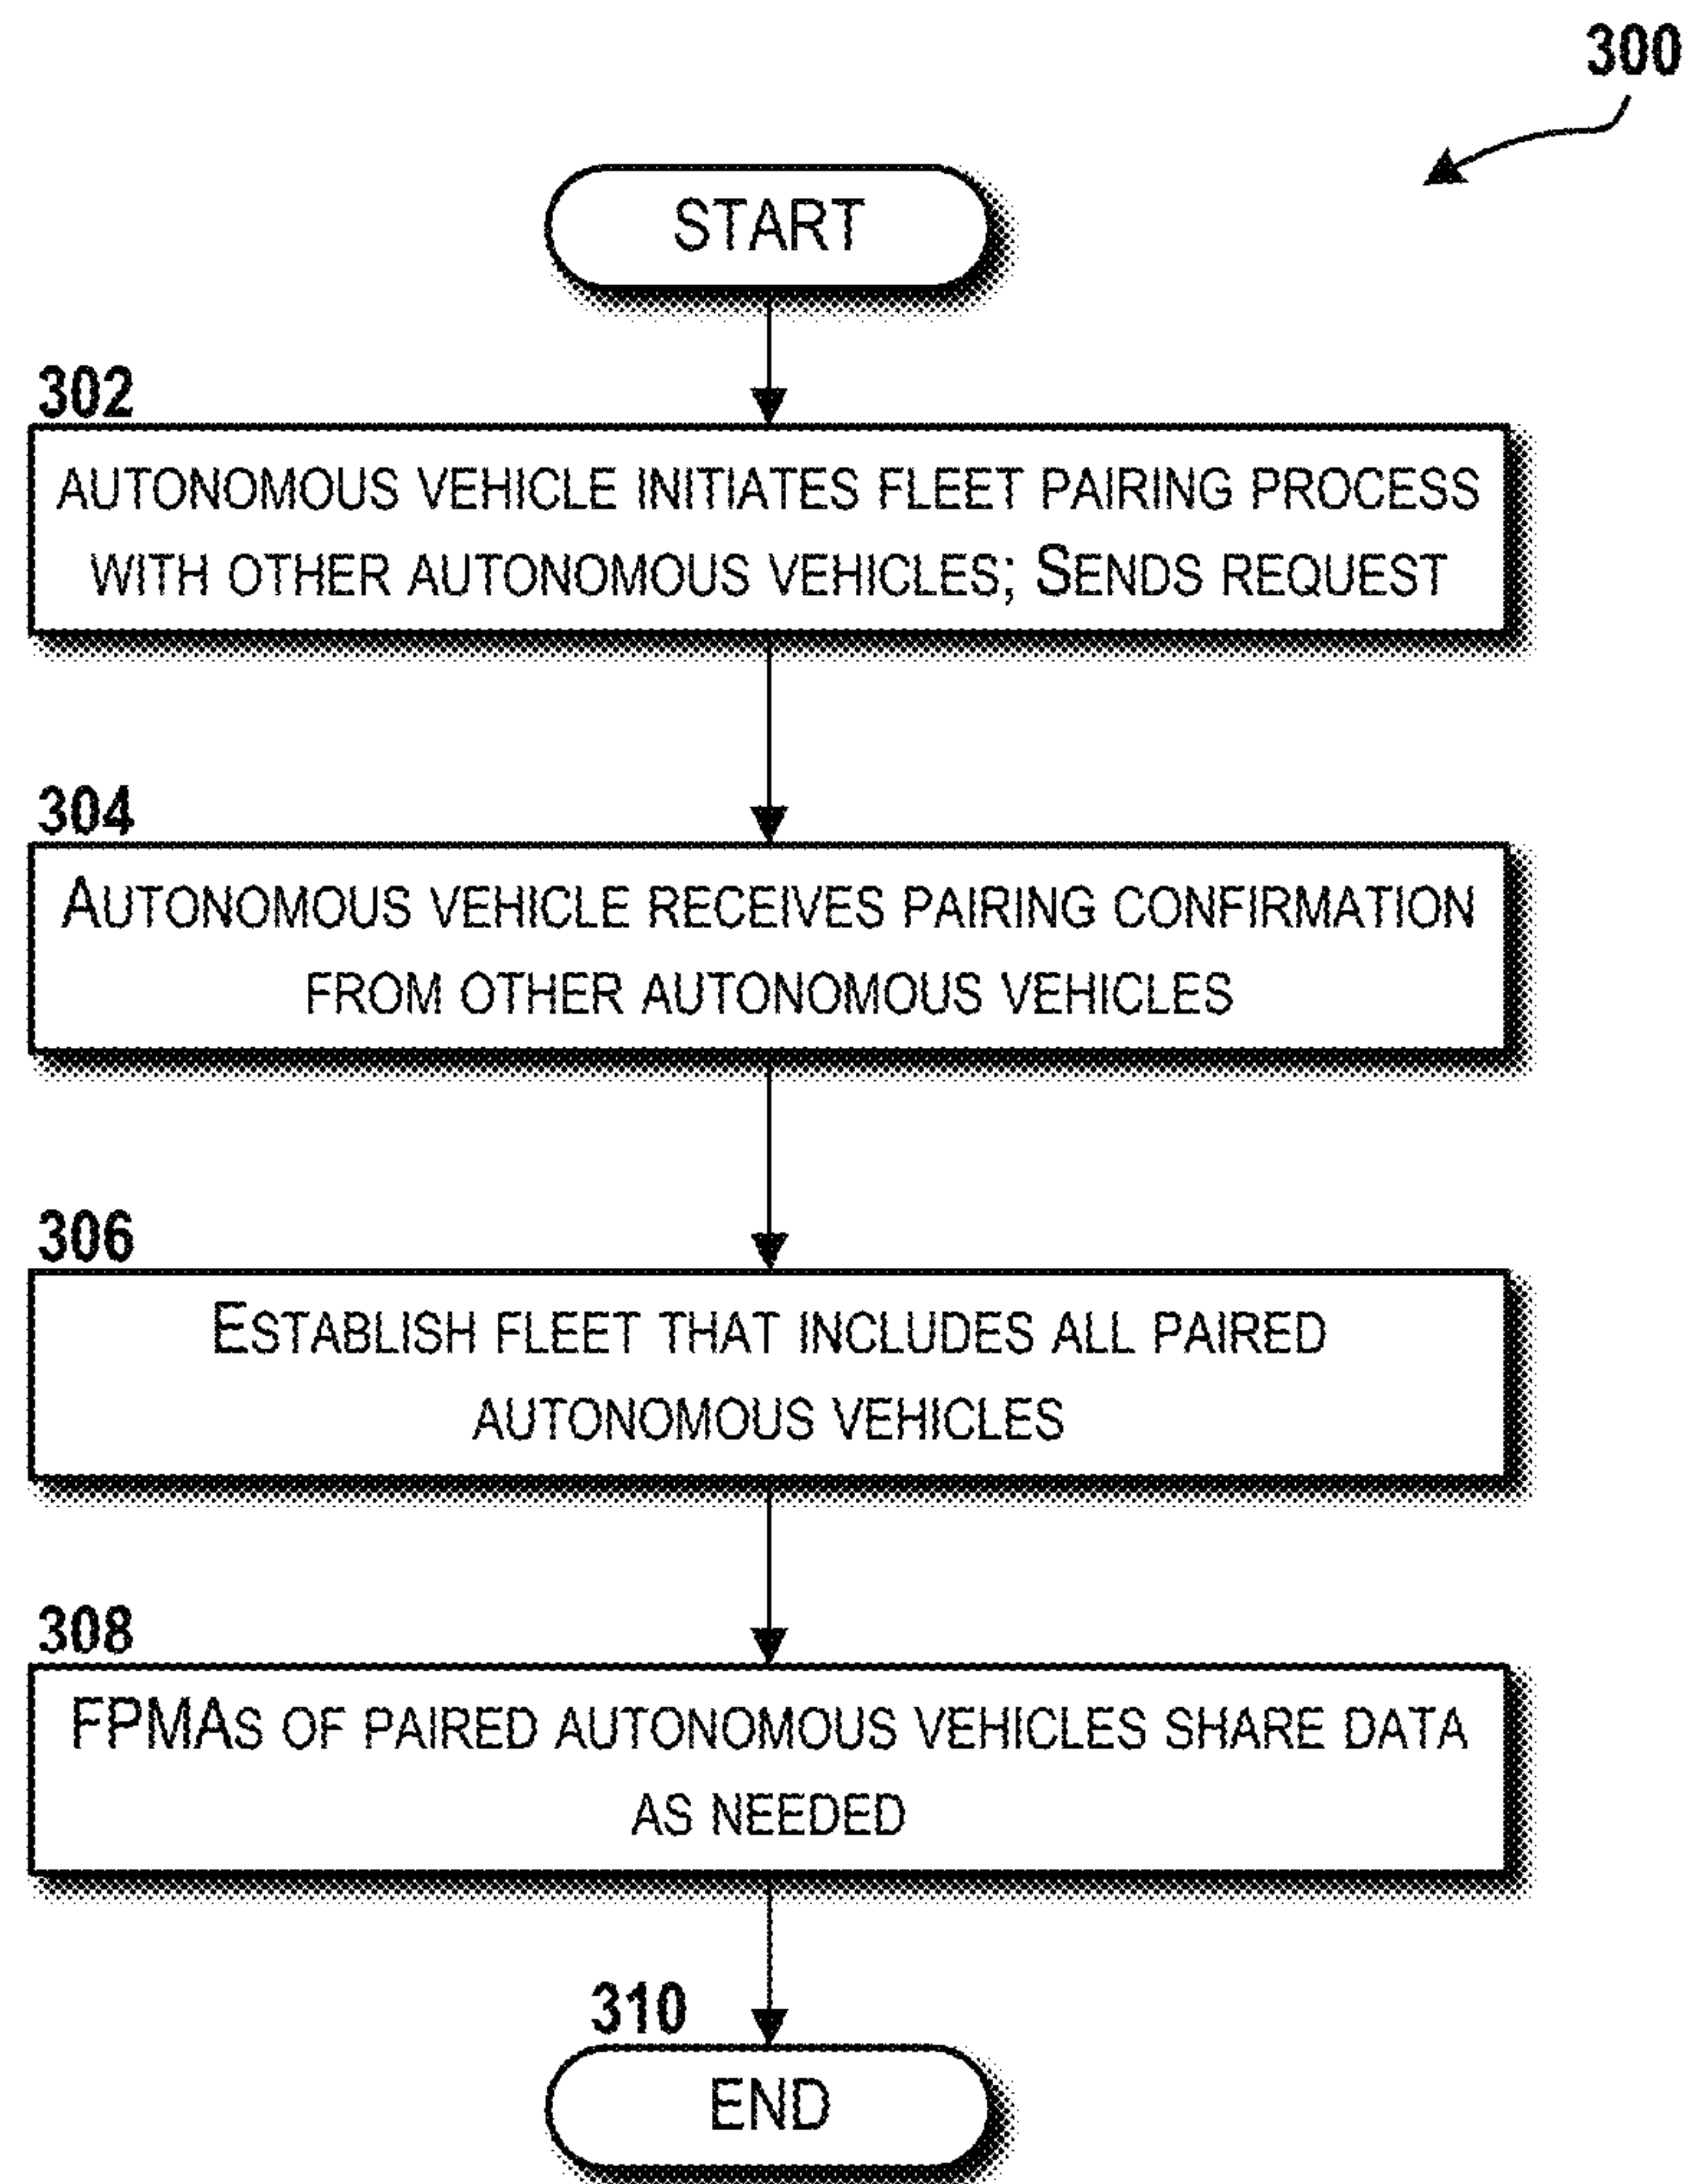 300
START
302
AUTONOMOUS VEHICLE INITIATES FLEET PAIRING PROCESS
WITH OTHER AUTONOMOUS VEHICLES; SENDS REQUEST
304
AUTONOMOUS VEHICLE RECEIVES PAIRING CONFIRMATION
FROM OTHER AUTONOMOUS VEHICLES
306
ESTABLISH FLEET THAT INCLUDES ALL PAIRED
AUTONOMOUS VEHICLES
308
FPMAS OF PAIRED AUTONOMOUS VEHICLES SHARE DATA
AS NEEDED
310
END